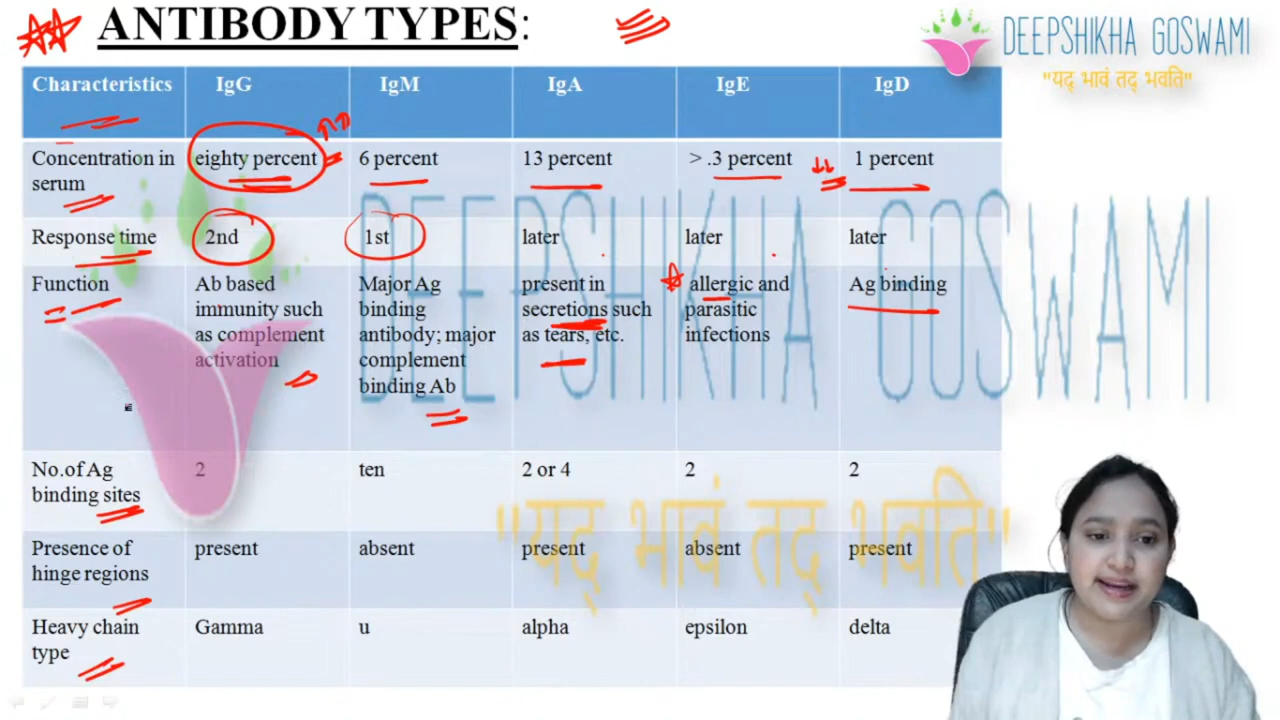 ANTIBODY TYPES:
DEEPSHIKHA GOSWAMI
"यद् भावं तद् भवति"
Characteristics IgG IgM IgA IgE IgD
Concentration in eighty percent 6 percent 13 percent > .3 percent 1 percent
serum
Response time 2nd 1st later later later
Function Ab based Major Ag present in allergic and Ag binding
immunity such binding secretions such parasitic
as complement antibody; major as tears, etc. infections
activation complement
binding Ab
DEEPSHIKHA GOSWAMI
No.of Ag 2 ten 2 or 4 2 2
binding sites
"यद् भावं तद् भवति"
Presence of present absent present absent present
hinge regions
Heavy chain Gamma u alpha epsilon delta
type